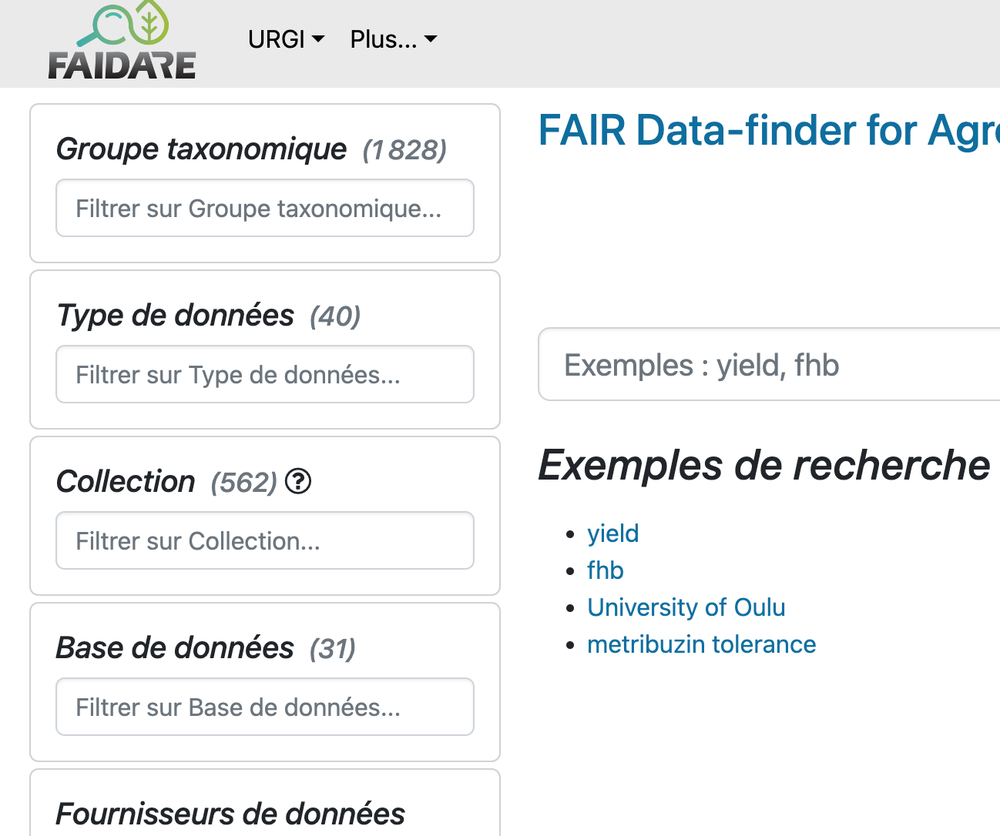 FAIDARE
URGI
Plus...
Groupe taxonomique (1 828)
Filtrer sur Groupe taxonomique...
Type de données (40)
Filtrer sur Type de données...
Collection (562) ?
Filtrer sur Collection...
Base de données (31)
Filtrer sur Base de données...
Fournisseurs de données
FAIR Data-finder for
Exemples : yield, fhb
Exemples de recherche
yield
fhb
University of Oulu
metribuzin tolerance